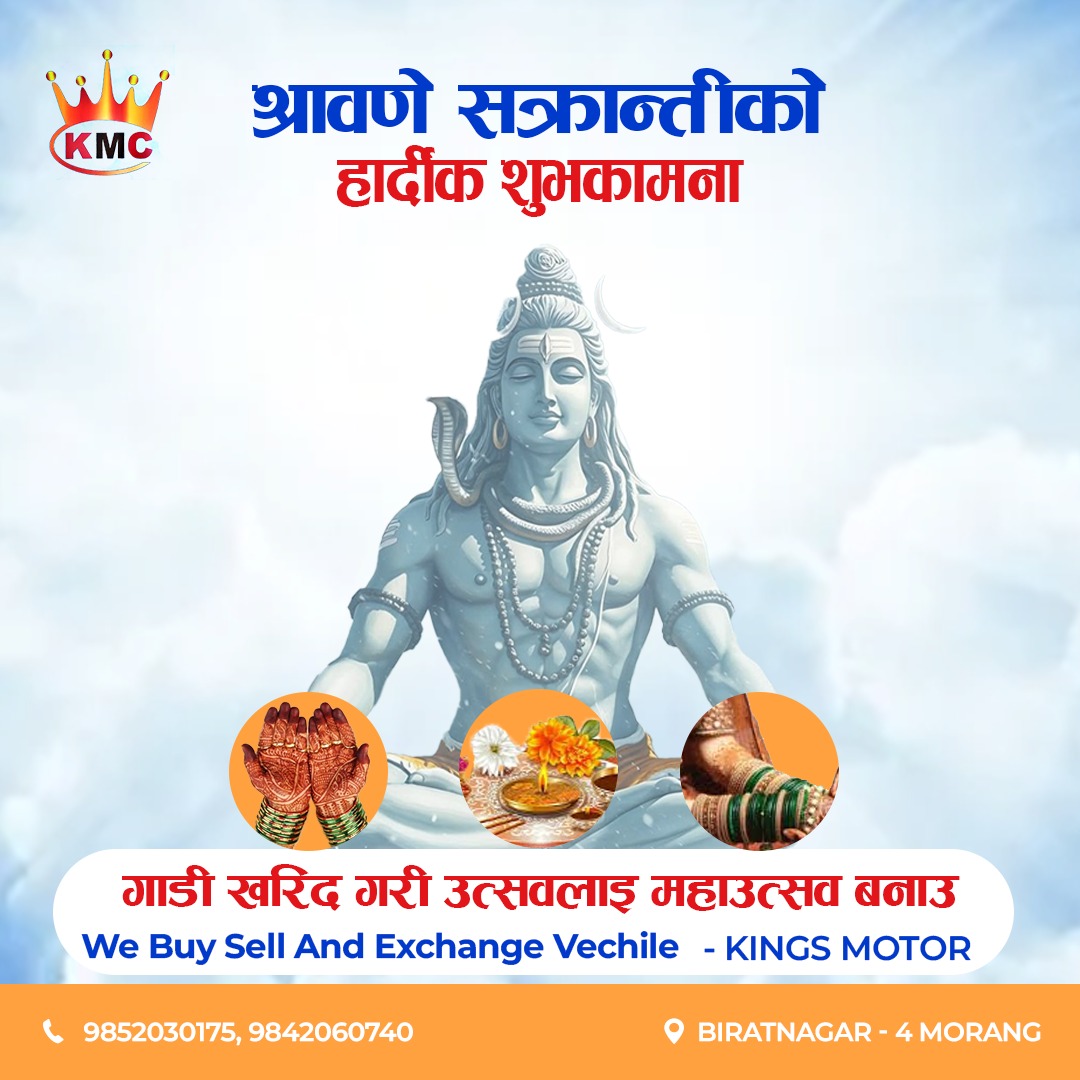 KMC
श्रावणे सक्रान्तीको
हार्दीक शुभकामना
गाडी खरिद गरी उत्सवलाइ महाउत्सव बनाउ
We Buy Sell And Exchange Vechile - KINGS MOTOR
9852030175, 9842060740
BIRATNAGAR - 4 MORANG